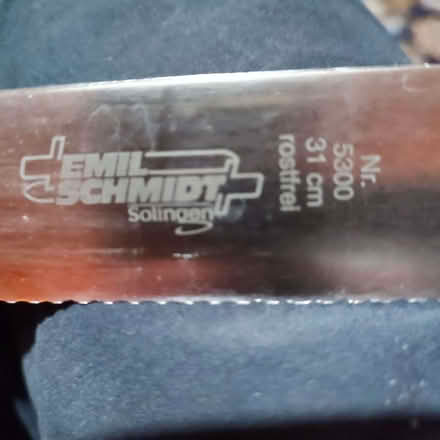 EMIL
SCHMIDT
Solingen
Nr.
5300
31 cm
rostfrei